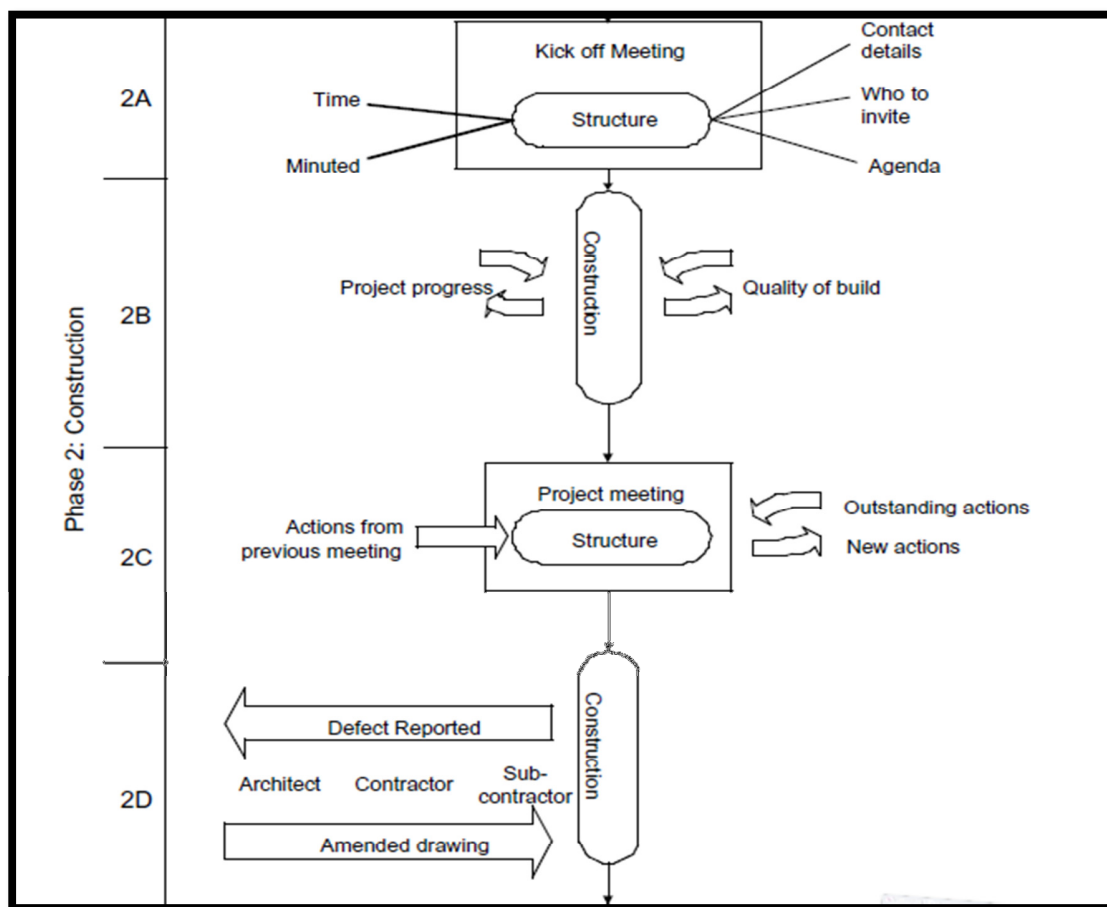 Phase 2: Construction
2A
Kick off Meeting
Structure
Time
Minuted
Contact
details
Who to
invite
Agenda
2B
Construction
Project progress
Quality of build
2C
Project meeting
Structure
Actions from
previous meeting
Outstanding actions
New actions
2D
Construction
Defect Reported
Architect
Contractor
Sub-
contractor
Amended drawing